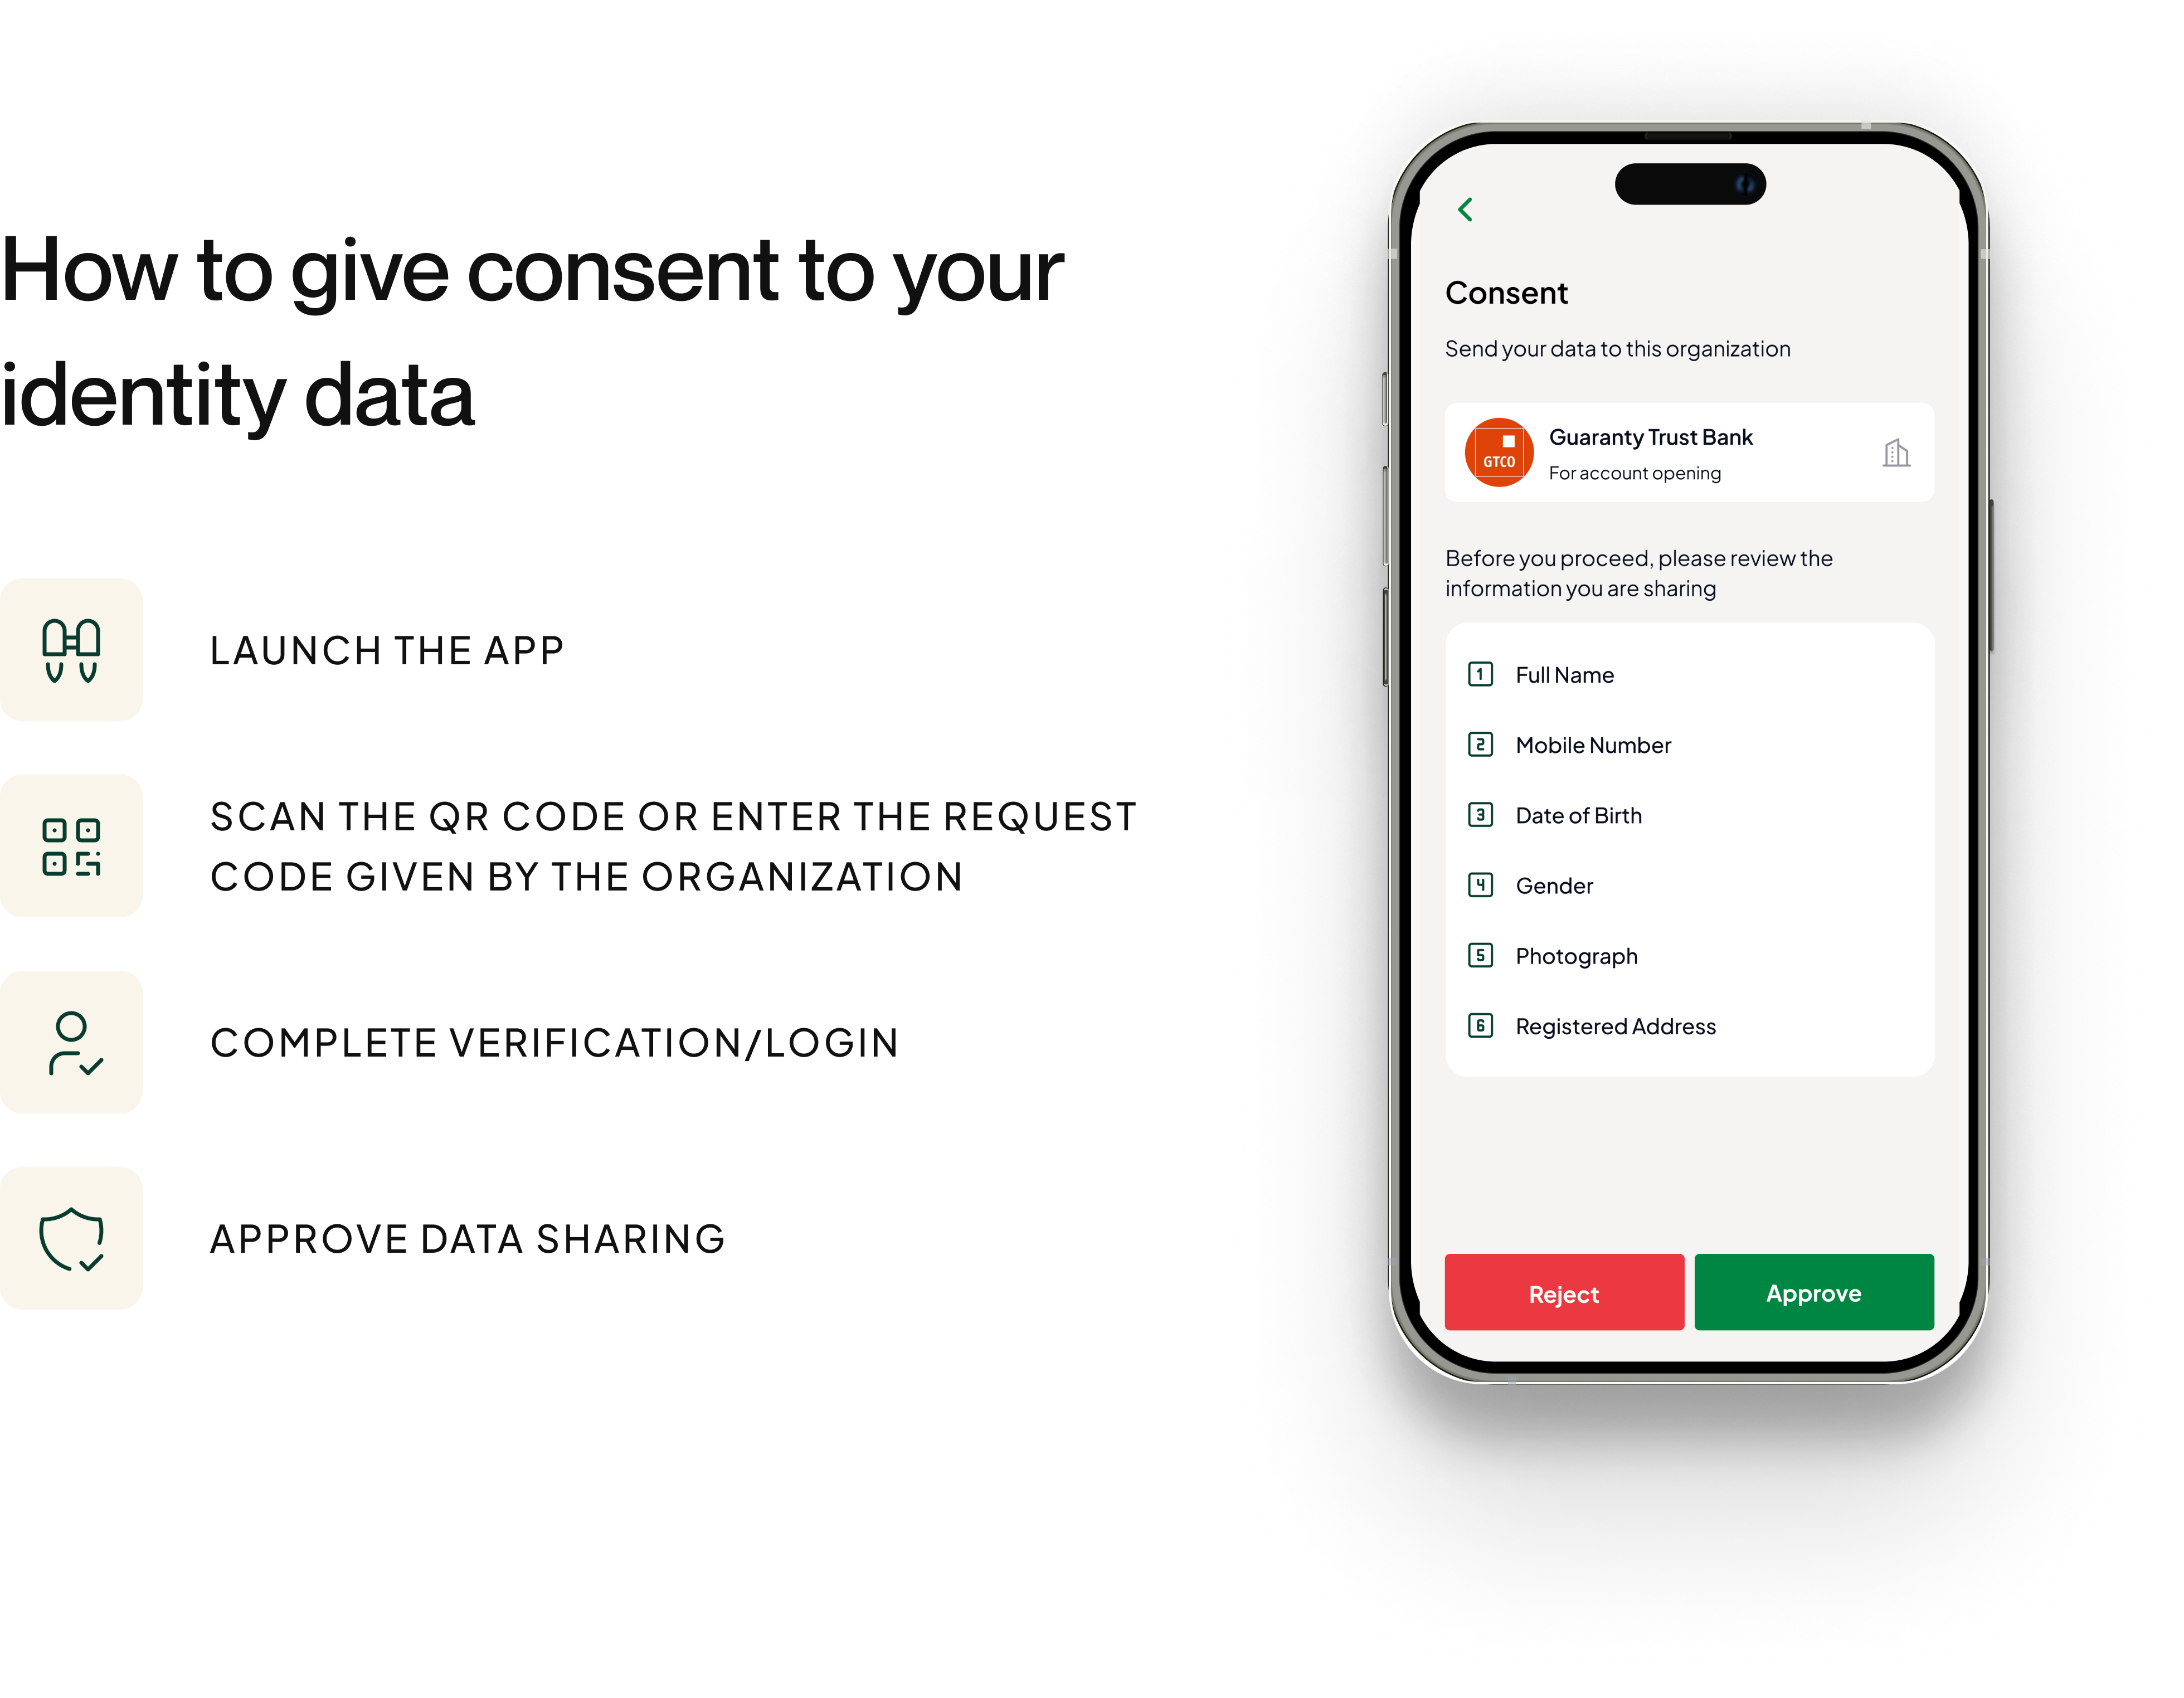 How to give consent to your
identity data
LAUNCH THE APP
SCAN THE QR CODE OR ENTER THE REQUEST
CODE GIVEN BY THE ORGANIZATION
COMPLETE VERIFICATION/LOGIN
APPROVE DATA SHARING
Consent
Send your data to this organization
GTCO
Guaranty Trust Bank
For account opening
Before you proceed, please review the
information you are sharing
1 Full Name
2 Mobile Number
3 Date of Birth
4 Gender
5 Photograph
6 Registered Address
Reject
Approve